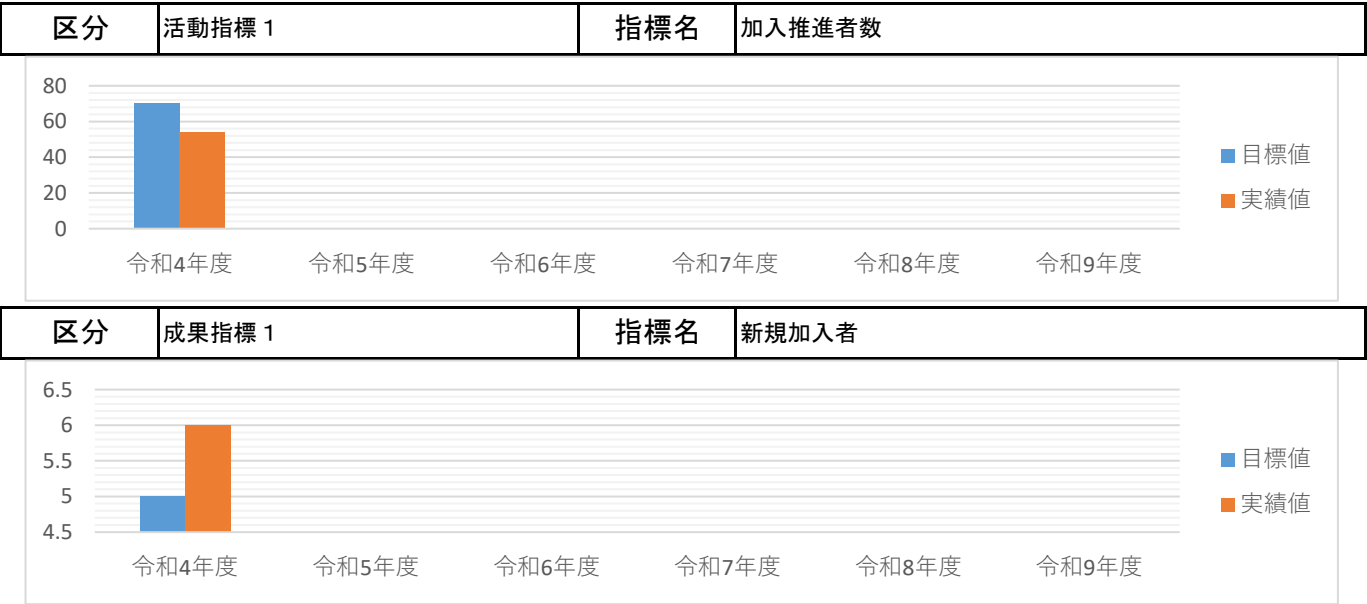 区分 活動指標１ 指標名 加入推進者数
80
60
40
20
0
目標値
実績値
令和4年度 令和5年度 令和6年度 令和7年度 令和8年度 令和9年度
区分 成果指標１ 指標名 新規加入者
6.5
6
5.5
5
4.5
目標値
実績値
令和4年度 令和5年度 令和6年度 令和7年度 令和8年度 令和9年度